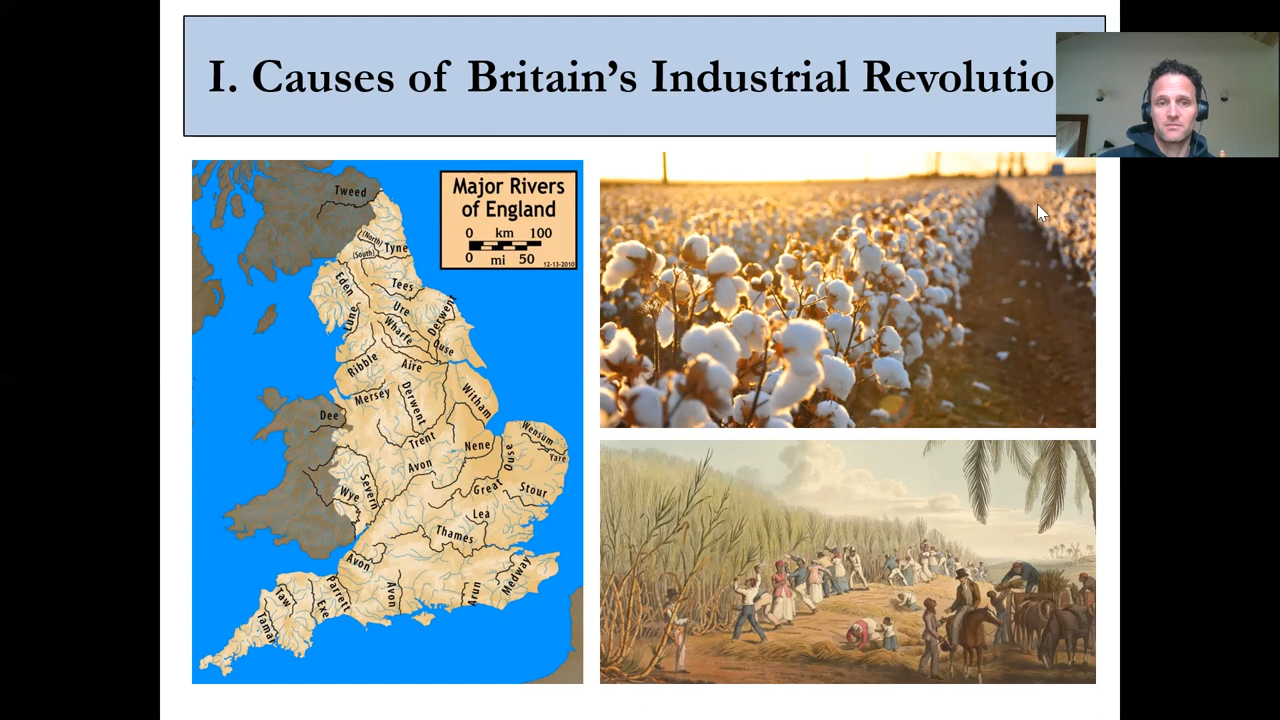 I. Causes of Britain’s Industrial Revolutio
Major Rivers
of England
0 km 100
0 mi 50
12-13-2010
Tweed
(North)
(South)
Tyne
Eden
Tees
Lune
Ure
Derwent
Wharfe
Ouse
Ribble
Aire
Mersey
Derwent
Witham
Dee
Trent
Nene
Wensum
Yare
Avon
Ouse
Great
Severn
Wye
Stour
Lea
Thames
Avon
Medway
Parrett
Avon
Arun
Taw
Exe
Tamar